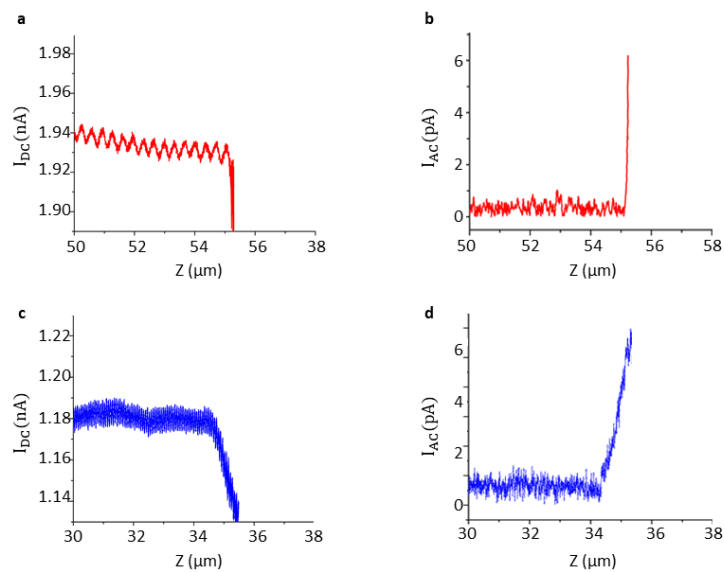 a
I_DC (nA)
1.98
1.96
1.94
1.92
1.90
50 52 54 56 38
Z (μm)
b
I_AC (pA)
6
4
2
0
50 52 54 56 58
Z (μm)
c
I_DC (nA)
1.22
1.20
1.18
1.16
1.14
30 32 34 36 38
Z (μm)
d
I_AC (pA)
6
4
2
0
30 32 34 36 38
Z (μm)